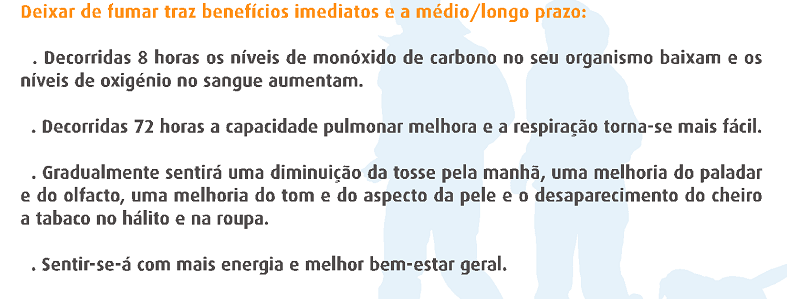 Deixar de fumar traz benefícios imediatos e a médio/longo prazo:
. Decorridas 8 horas os níveis de monóxido de carbono no seu organismo baixam e os
níveis de oxigénio no sangue aumentam.
. Decorridas 72 horas a capacidade pulmonar melhora e a respiração torna-se mais fácil.
. Gradualmente sentirá uma diminuição da tosse pela manhã, uma melhoria do paladar
e do olfacto, uma melhoria do tom e do aspecto da pele e o desaparecimento do cheiro
a tabaco no hálito e na roupa.
. Sentir-se-á com mais energia e melhor bem-estar geral.